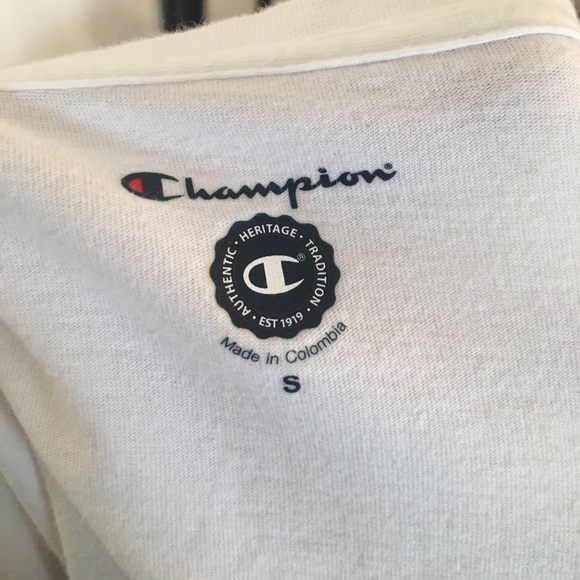 Champion®
AUTHENTIC · HERITAGE · TRADITION · EST 1919 ·
C®
Made in Colombia
S